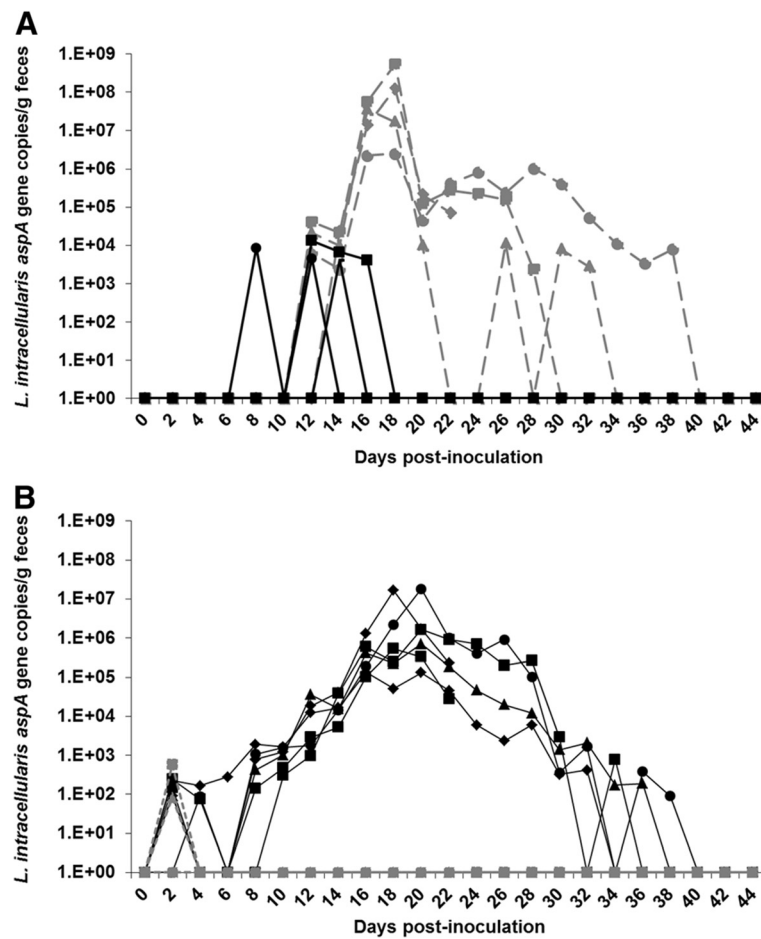 A
L. intracellularis aspA gene copies/g feces
1.E+09
1.E+08
1.E+07
1.E+06
1.E+05
1.E+04
1.E+03
1.E+02
1.E+01
1.E+00
0 2 4 6 8 10 12 14 16 18 20 22 24 26 28 30 32 34 36 38 40 42 44
Days post-inoculation
B
L. intracellularis aspA gene copies/g feces
1.E+09
1.E+08
1.E+07
1.E+06
1.E+05
1.E+04
1.E+03
1.E+02
1.E+01
1.E+00
0 2 4 6 8 10 12 14 16 18 20 22 24 26 28 30 32 34 36 38 40 42 44
Days post-inoculation